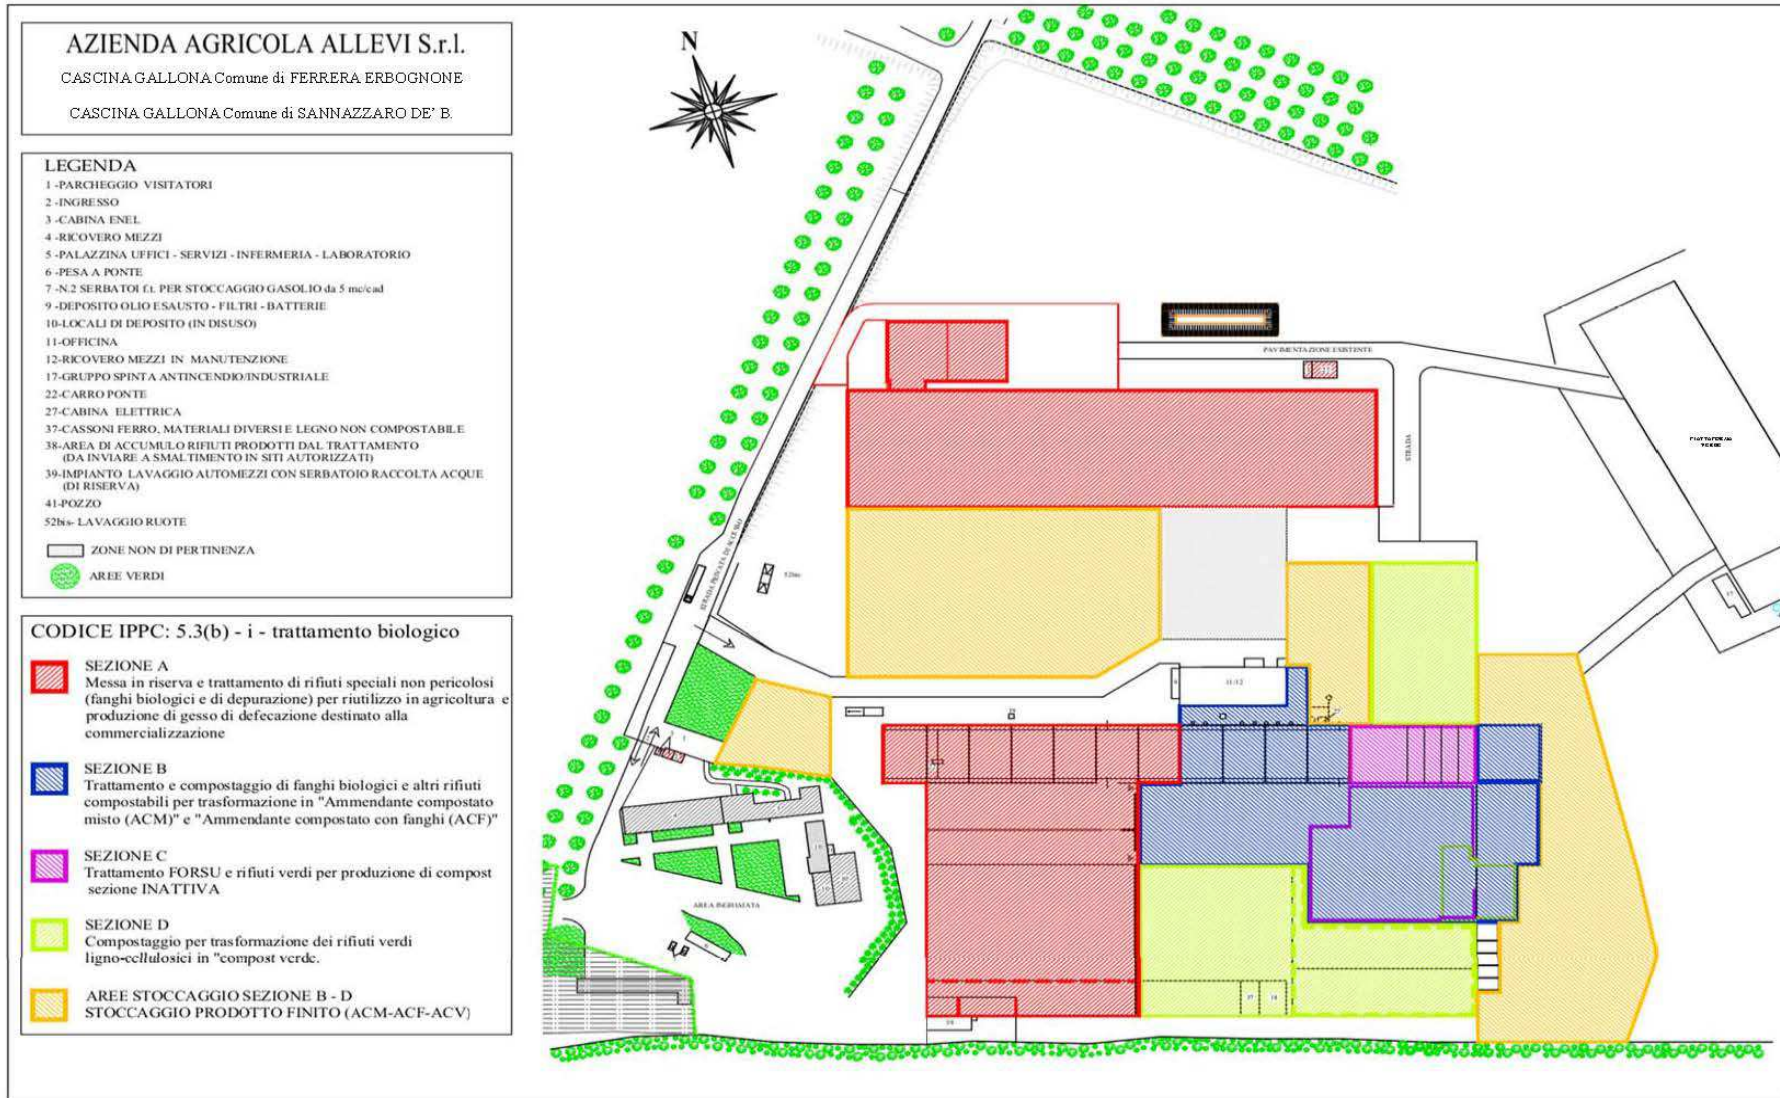 AZIENDA AGRICOLA ALLEVI S.r.l.
CASCINA GALLONA Comune di FERRERA ERBOGNONE
CASCINA GALLONA Comune di SANNAZZARO DE' B.
N
LEGENDA
1 -PARCHEGGIO VISITATORI
2 -INGRESSO
3 -CABINA ENEL
4 -RICOVERO MEZZI
5 -PALAZZINA UFFICI - SERVIZI - INFERMERIA - LABORATORIO
6 -PESA A PONTE
7 -N.2 SERBATOI f.t. PER STOCCAGGIO GASOLIO da 5 mc/cad
9 -DEPOSITO OLIO ESAUSTO - FILTRI - BATTERIE
10-LOCALI DI DEPOSITO (IN DISUSO)
11-OFFICINA
12-RICOVERO MEZZI IN MANUTENZIONE
17-GRUPPO SPINTA ANTINCENDIO/INDUSTRIALE
22-CARRO PONTE
27-CABINA ELETTRICA
37-CASSONI FERRO, MATERIALI DIVERSI E LEGNO NON COMPOSTABILE
38-AREA DI ACCUMULO RIFIUTI PRODOTTI DAL TRATTAMENTO
(DA INVIARE A SMALTIMENTO IN SITI AUTORIZZATI)
39-IMPIANTO LAVAGGIO AUTOMEZZI CON SERBATOIO RACCOLTA ACQUE
(DI RISERVA)
41-POZZO
52bis- LAVAGGIO RUOTE
ZONE NON DI PERTINENZA
AREE VERDI
CODICE IPPC: 5.3(b) - i - trattamento biologico
SEZIONE A
Messa in riserva e trattamento di rifiuti speciali non pericolosi
(fanghi biologici e di depurazione) per riutilizzo in agricoltura e
produzione di gesso di defecazione destinato alla
commercializzazione
SEZIONE B
Trattamento e compostaggio di fanghi biologici e altri rifiuti
compostabili per trasformazione in "Ammendante compostato
misto (ACM)" e "Ammendante compostato con fanghi (ACF)"
SEZIONE C
Trattamento FORSU e rifiuti verdi per produzione di compost
sezione INATTIVA
SEZIONE D
Compostaggio per trasformazione dei rifiuti verdi
ligno-cellulosici in "compost verde.
AREE STOCCAGGIO SEZIONE B - D
STOCCAGGIO PRODOTTO FINITO (ACM-ACF-ACV)
PAVIMENTAZIONE ESISTENTE
STRADA
STRADA PRIVATA DI ACCESSO
52bis
11-12
AREA INGHIAIATA
37
38